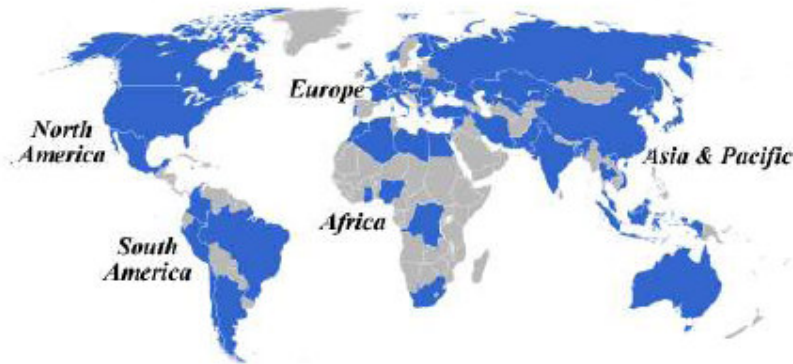 Europe
North
America
Asia & Pacific
Africa
South
America